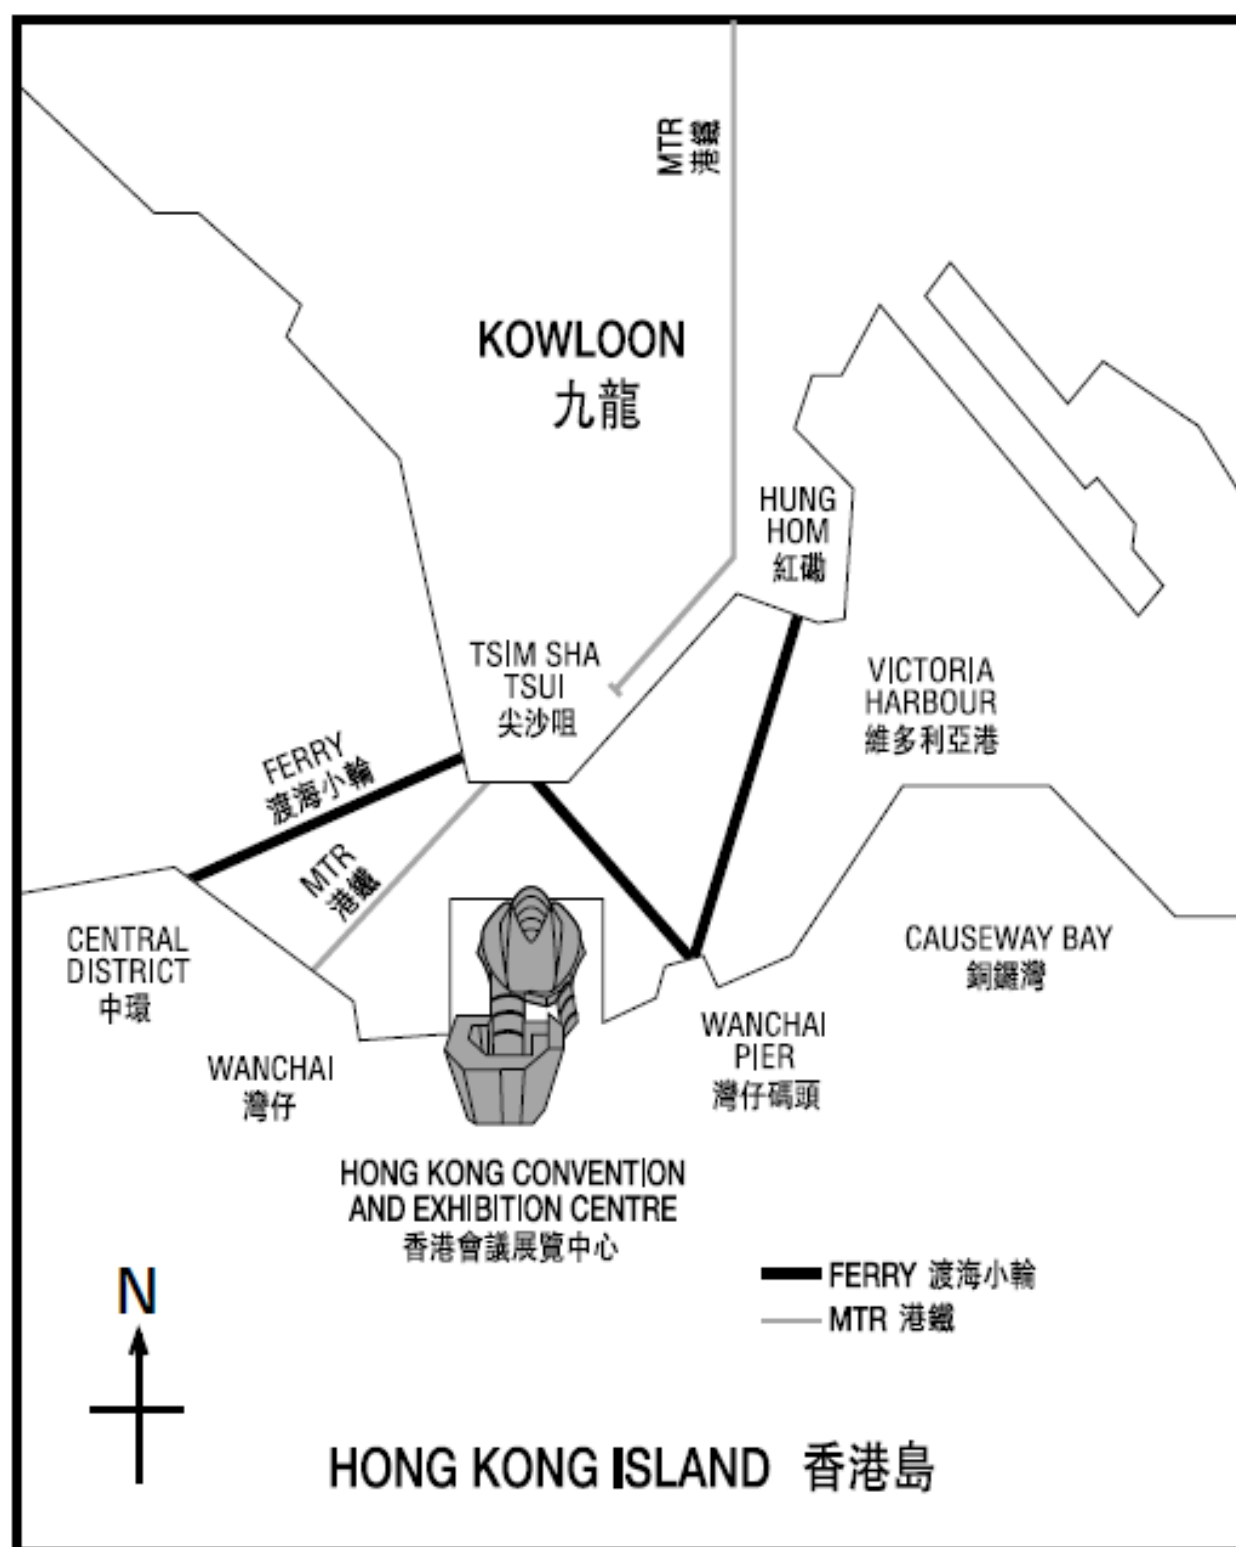 MTR
港鐵
KOWLOON
九龍
HUNG
HOM
紅磡
TSIM SHA
TSUI
尖沙咀
VICTORIA
HARBOUR
維多利亞港
FERRY
渡海小輪
MTR
港鐵
CENTRAL
DISTRICT
中環
CAUSEWAY BAY
銅鑼灣
WANCHAI
PIER
灣仔碼頭
WANCHAI
灣仔
HONG KONG CONVENTION
AND EXHIBITION CENTRE
香港會議展覽中心
FERRY 渡海小輪
MTR 港鐵
N
HONG KONG ISLAND 香港島